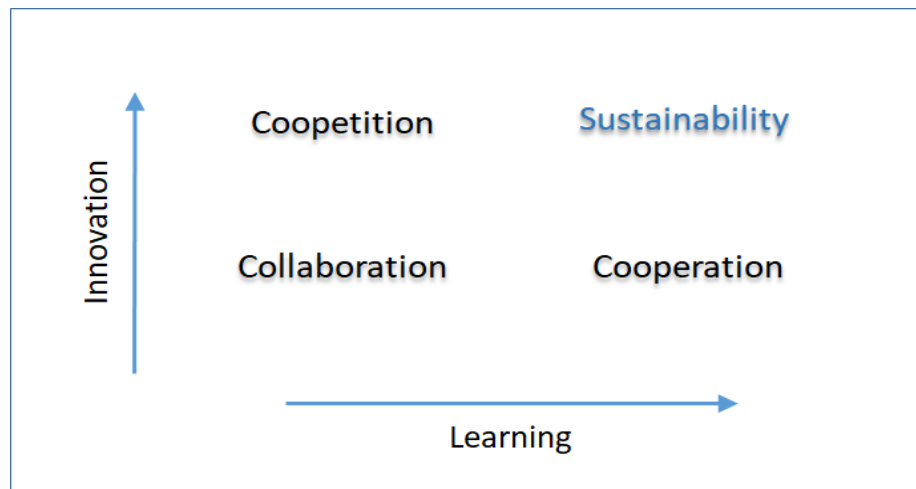 Coopetition
Sustainability
Innovation
Collaboration
Cooperation
Learning